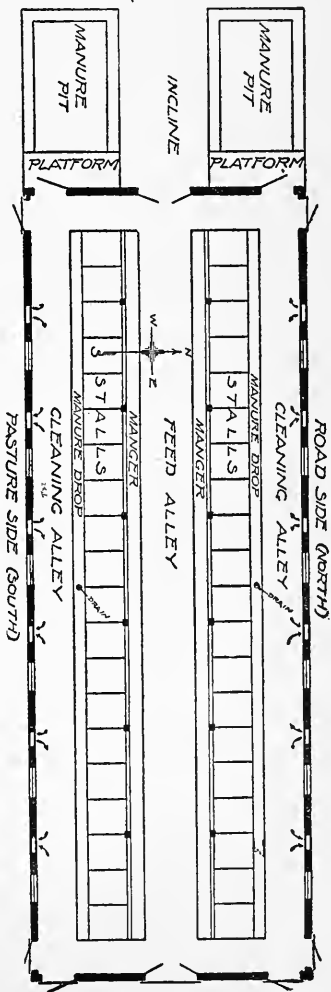 ROAD SIDE (NORTH)
MANURE
PIT
PLATFORM
CLEANING ALLEY
MANURE DROP
DRAIN
STALLS
MANGER
INCLINE
FEED ALLEY
N
W
E
S
MANGER
STALLS
MANURE DROP
DRAIN
MANURE
PIT
PLATFORM
CLEANING ALLEY
PASTURE SIDE (SOUTH)